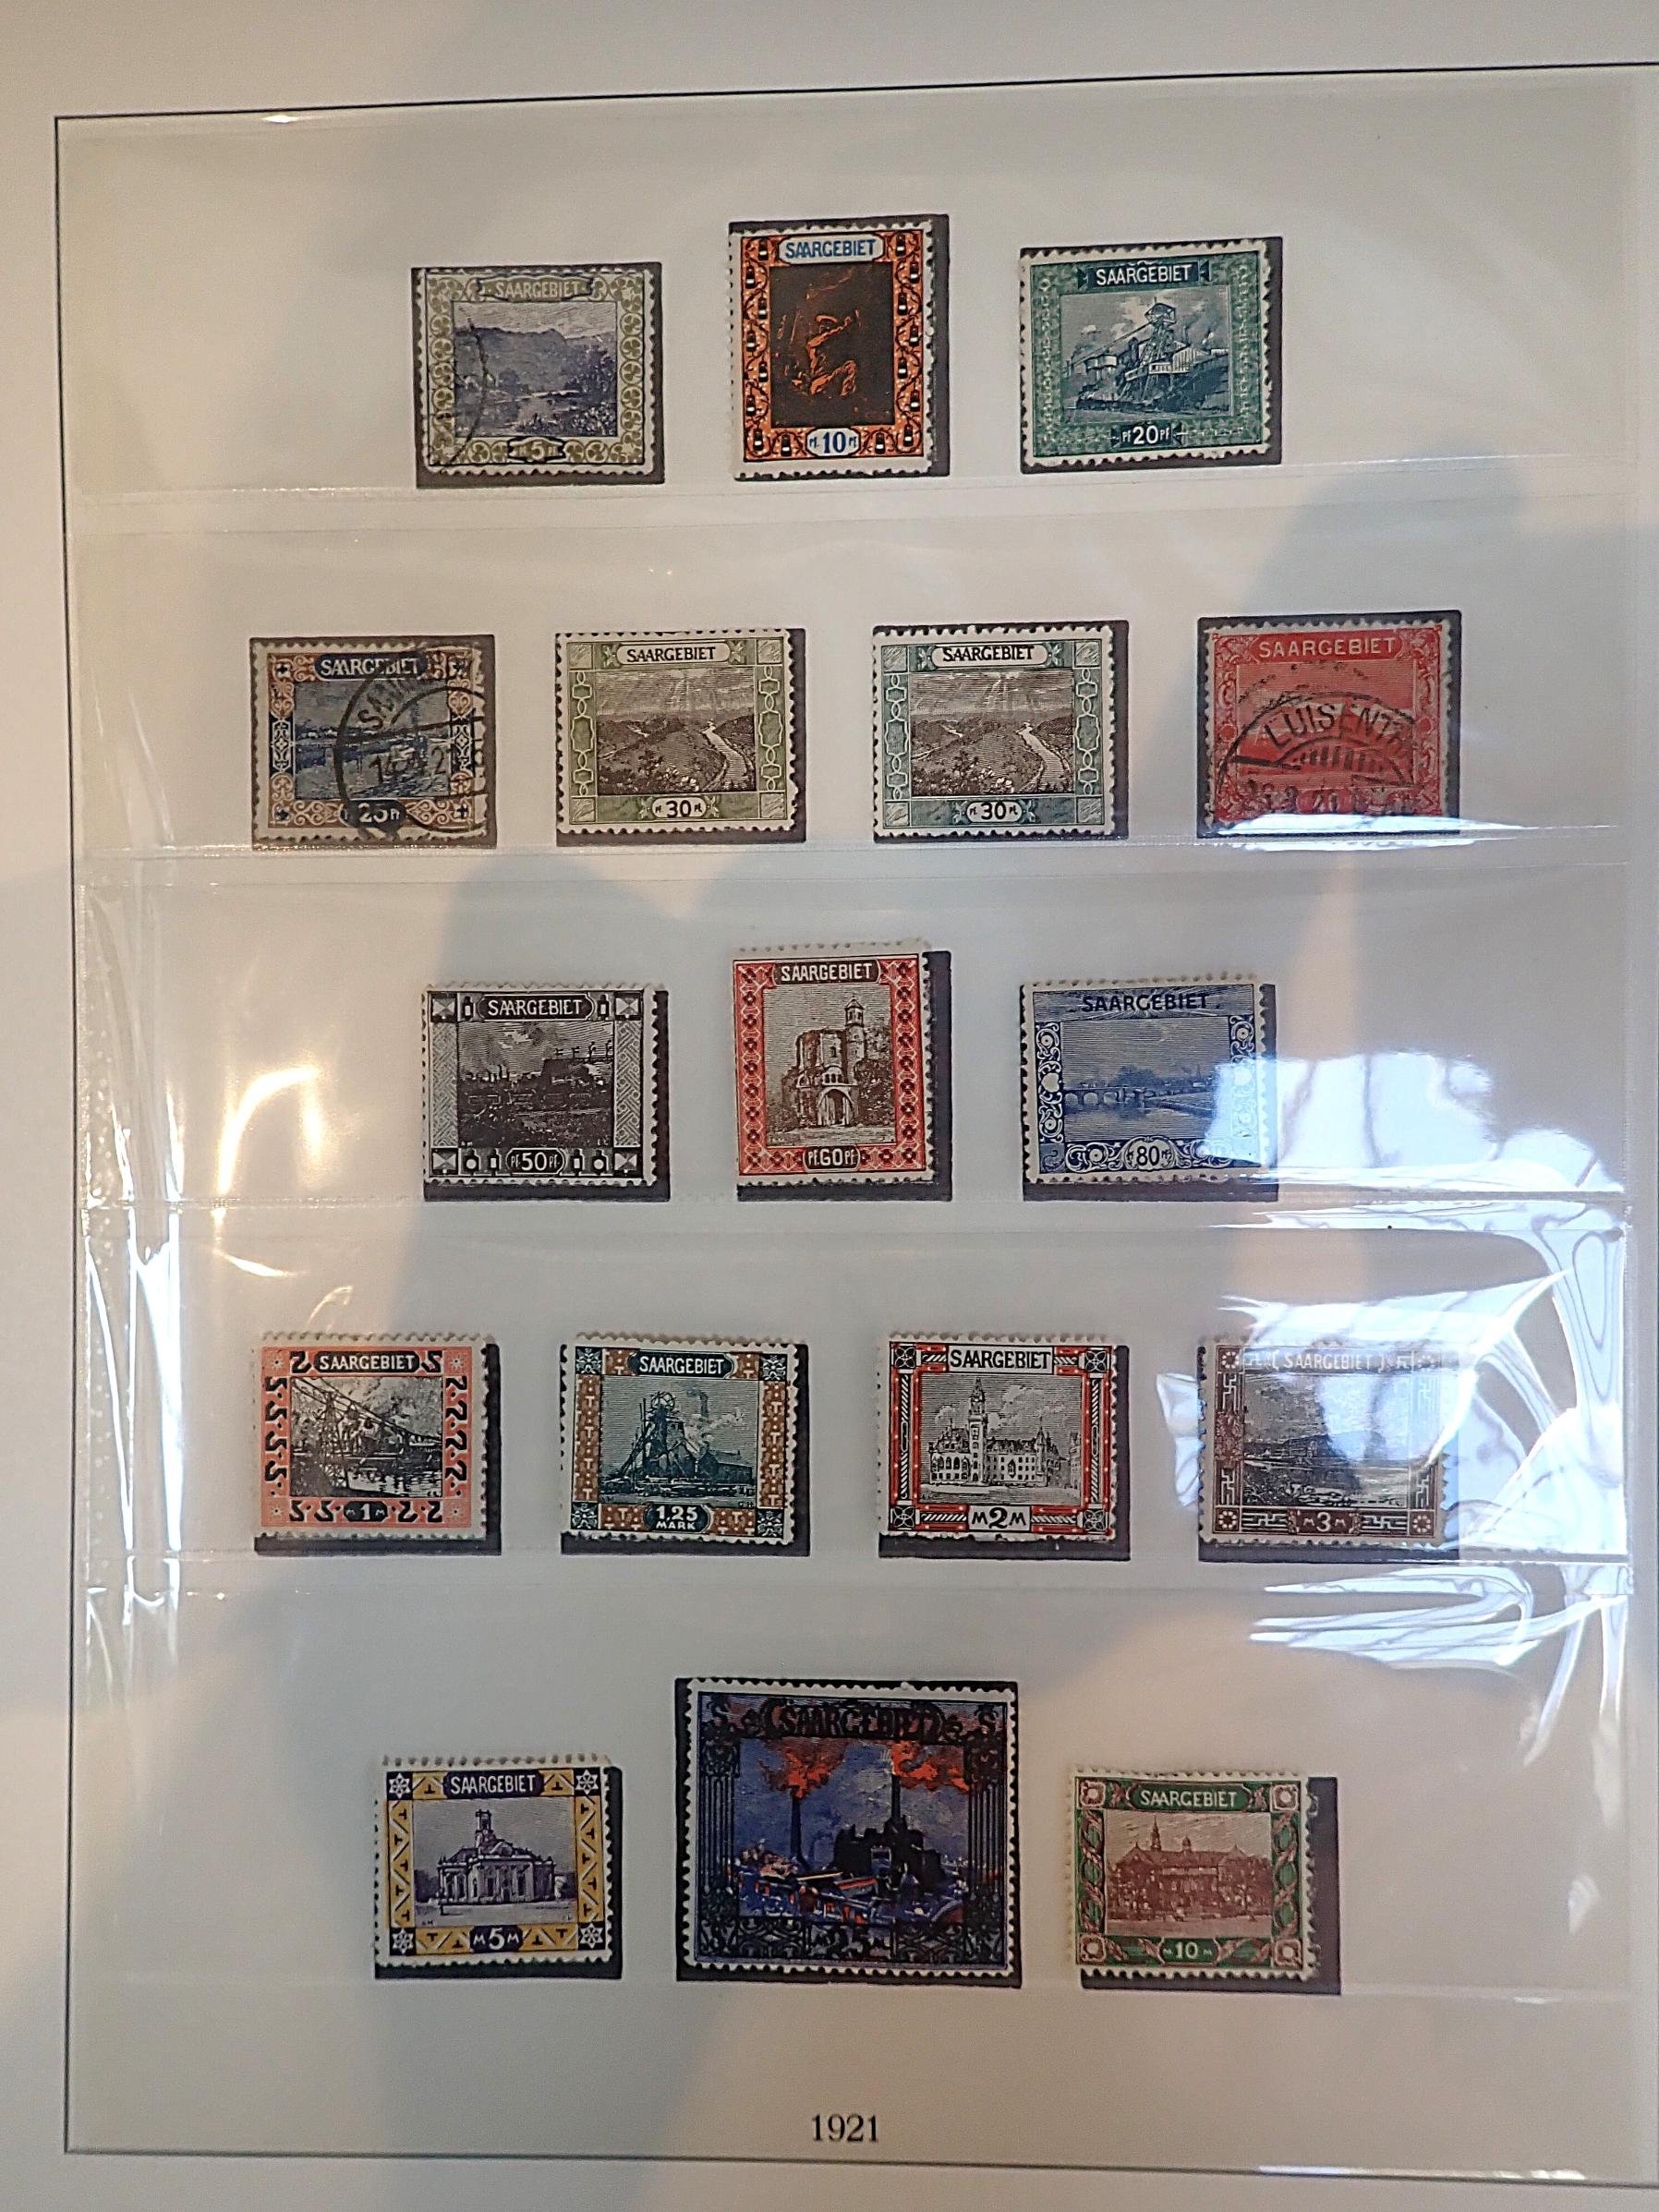 SAARGEBIET
5
SAARGEBIET
Pf. 10 Pf.
SAARGEBIET
Pf 20 Pf
SAARGEBIET
25 Pf
SAARGEBIET
Pf. 30 Pf.
SAARGEBIET
Pf. 30 Pf.
SAARGEBIET
SAARGEBIET
Pf. 50 Pf.
SAARGEBIET
Pf. 60 Pf.
SAARGEBIET
80
SAARGEBIET
M 1 M
SAARGEBIET
1.25
MARK
SAARGEBIET
M 2 M
SAARGEBIET
M 3 M
SAARGEBIET
M 5 M
SAARGEBIET
M 25 M
SAARGEBIET
M 10 M
1921